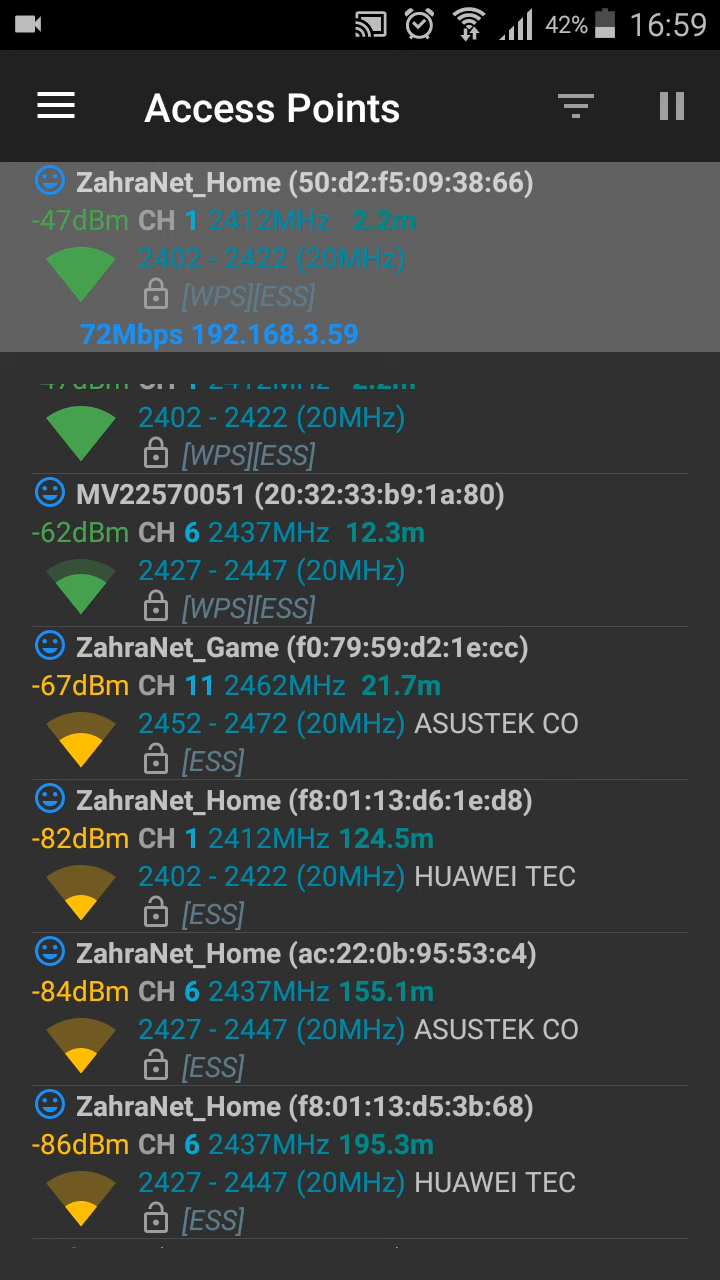 42% 16:59
Access Points
ZahraNet_Home (50:d2:f5:09:38:66)
-47dBm CH 1 2412MHz 2.2m
2402 - 2422 (20MHz)
[WPS][ESS]
72Mbps 192.168.3.59
-47dBm CH 1 2412MHz 2.2m
2402 - 2422 (20MHz)
[WPS][ESS]
MV22570051 (20:32:33:b9:1a:80)
-62dBm CH 6 2437MHz 12.3m
2427 - 2447 (20MHz)
[WPS][ESS]
ZahraNet_Game (f0:79:59:d2:1e:cc)
-67dBm CH 11 2462MHz 21.7m
2452 - 2472 (20MHz) ASUSTEK CO
[ESS]
ZahraNet_Home (f8:01:13:d6:1e:d8)
-82dBm CH 1 2412MHz 124.5m
2402 - 2422 (20MHz) HUAWEI TEC
[ESS]
ZahraNet_Home (ac:22:0b:95:53:c4)
-84dBm CH 6 2437MHz 155.1m
2427 - 2447 (20MHz) ASUSTEK CO
[ESS]
ZahraNet_Home (f8:01:13:d5:3b:68)
-86dBm CH 6 2437MHz 195.3m
2427 - 2447 (20MHz) HUAWEI TEC
[ESS]